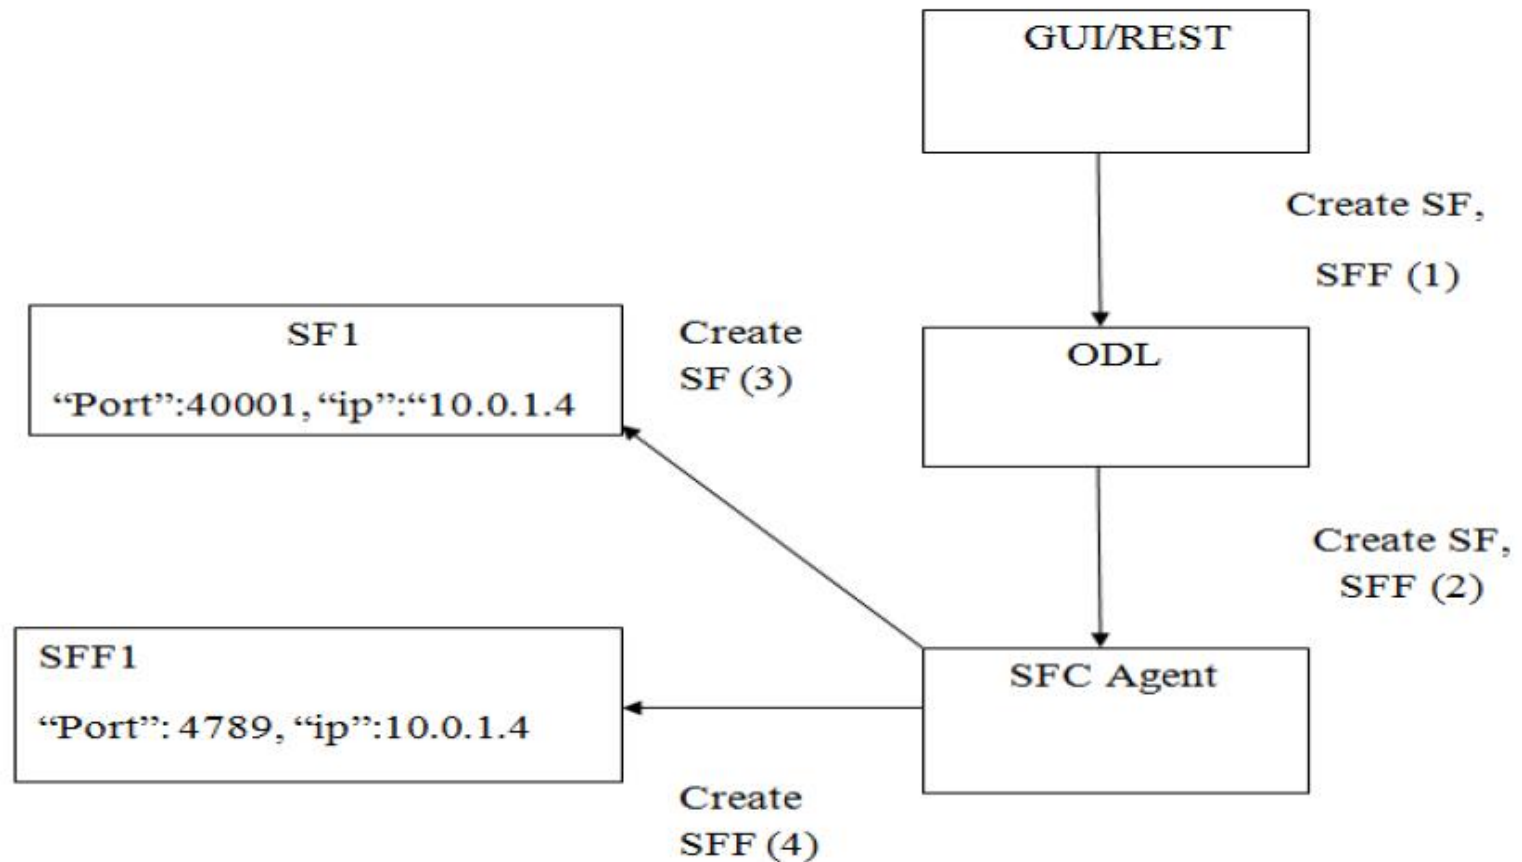 GUI/REST
Create SF,
SFF (1)
ODL
Create SF,
SFF (2)
SFC Agent
Create
SF (3)
SF1
“Port”:40001, “ip”:“10.0.1.4
SFF1
“Port”: 4789, “ip”:10.0.1.4
Create
SFF (4)